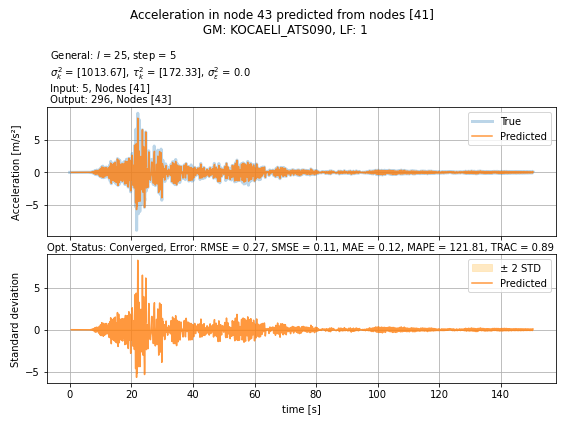 Acceleration in node 43 predicted from nodes [41]
GM: KOCAELI_ATS090, LF: 1
General: l = 25, step = 5
σ²ₖ = [1013.67], τ²ₖ = [172.33], σ²ε = 0.0
Input: 5, Nodes [41]
Output: 296, Nodes [43]
Acceleration [m/s²]
5
0
−5
True
Predicted
Opt. Status: Converged, Error: RMSE = 0.27, SMSE = 0.11, MAE = 0.12, MAPE = 121.81, TRAC = 0.89
Standard deviation
5
0
−5
± 2 STD
Predicted
0 20 40 60 80 100 120 140
time [s]